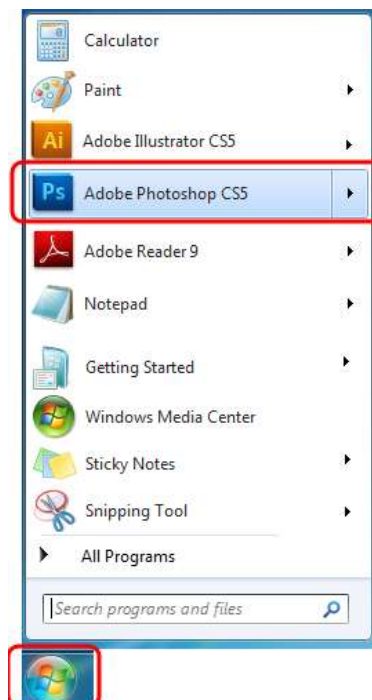 Calculator
Paint
Ai Adobe Illustrator CS5
Ps Adobe Photoshop CS5
Adobe Reader 9
Notepad
Getting Started
Windows Media Center
Sticky Notes
Snipping Tool
All Programs
Search programs and files